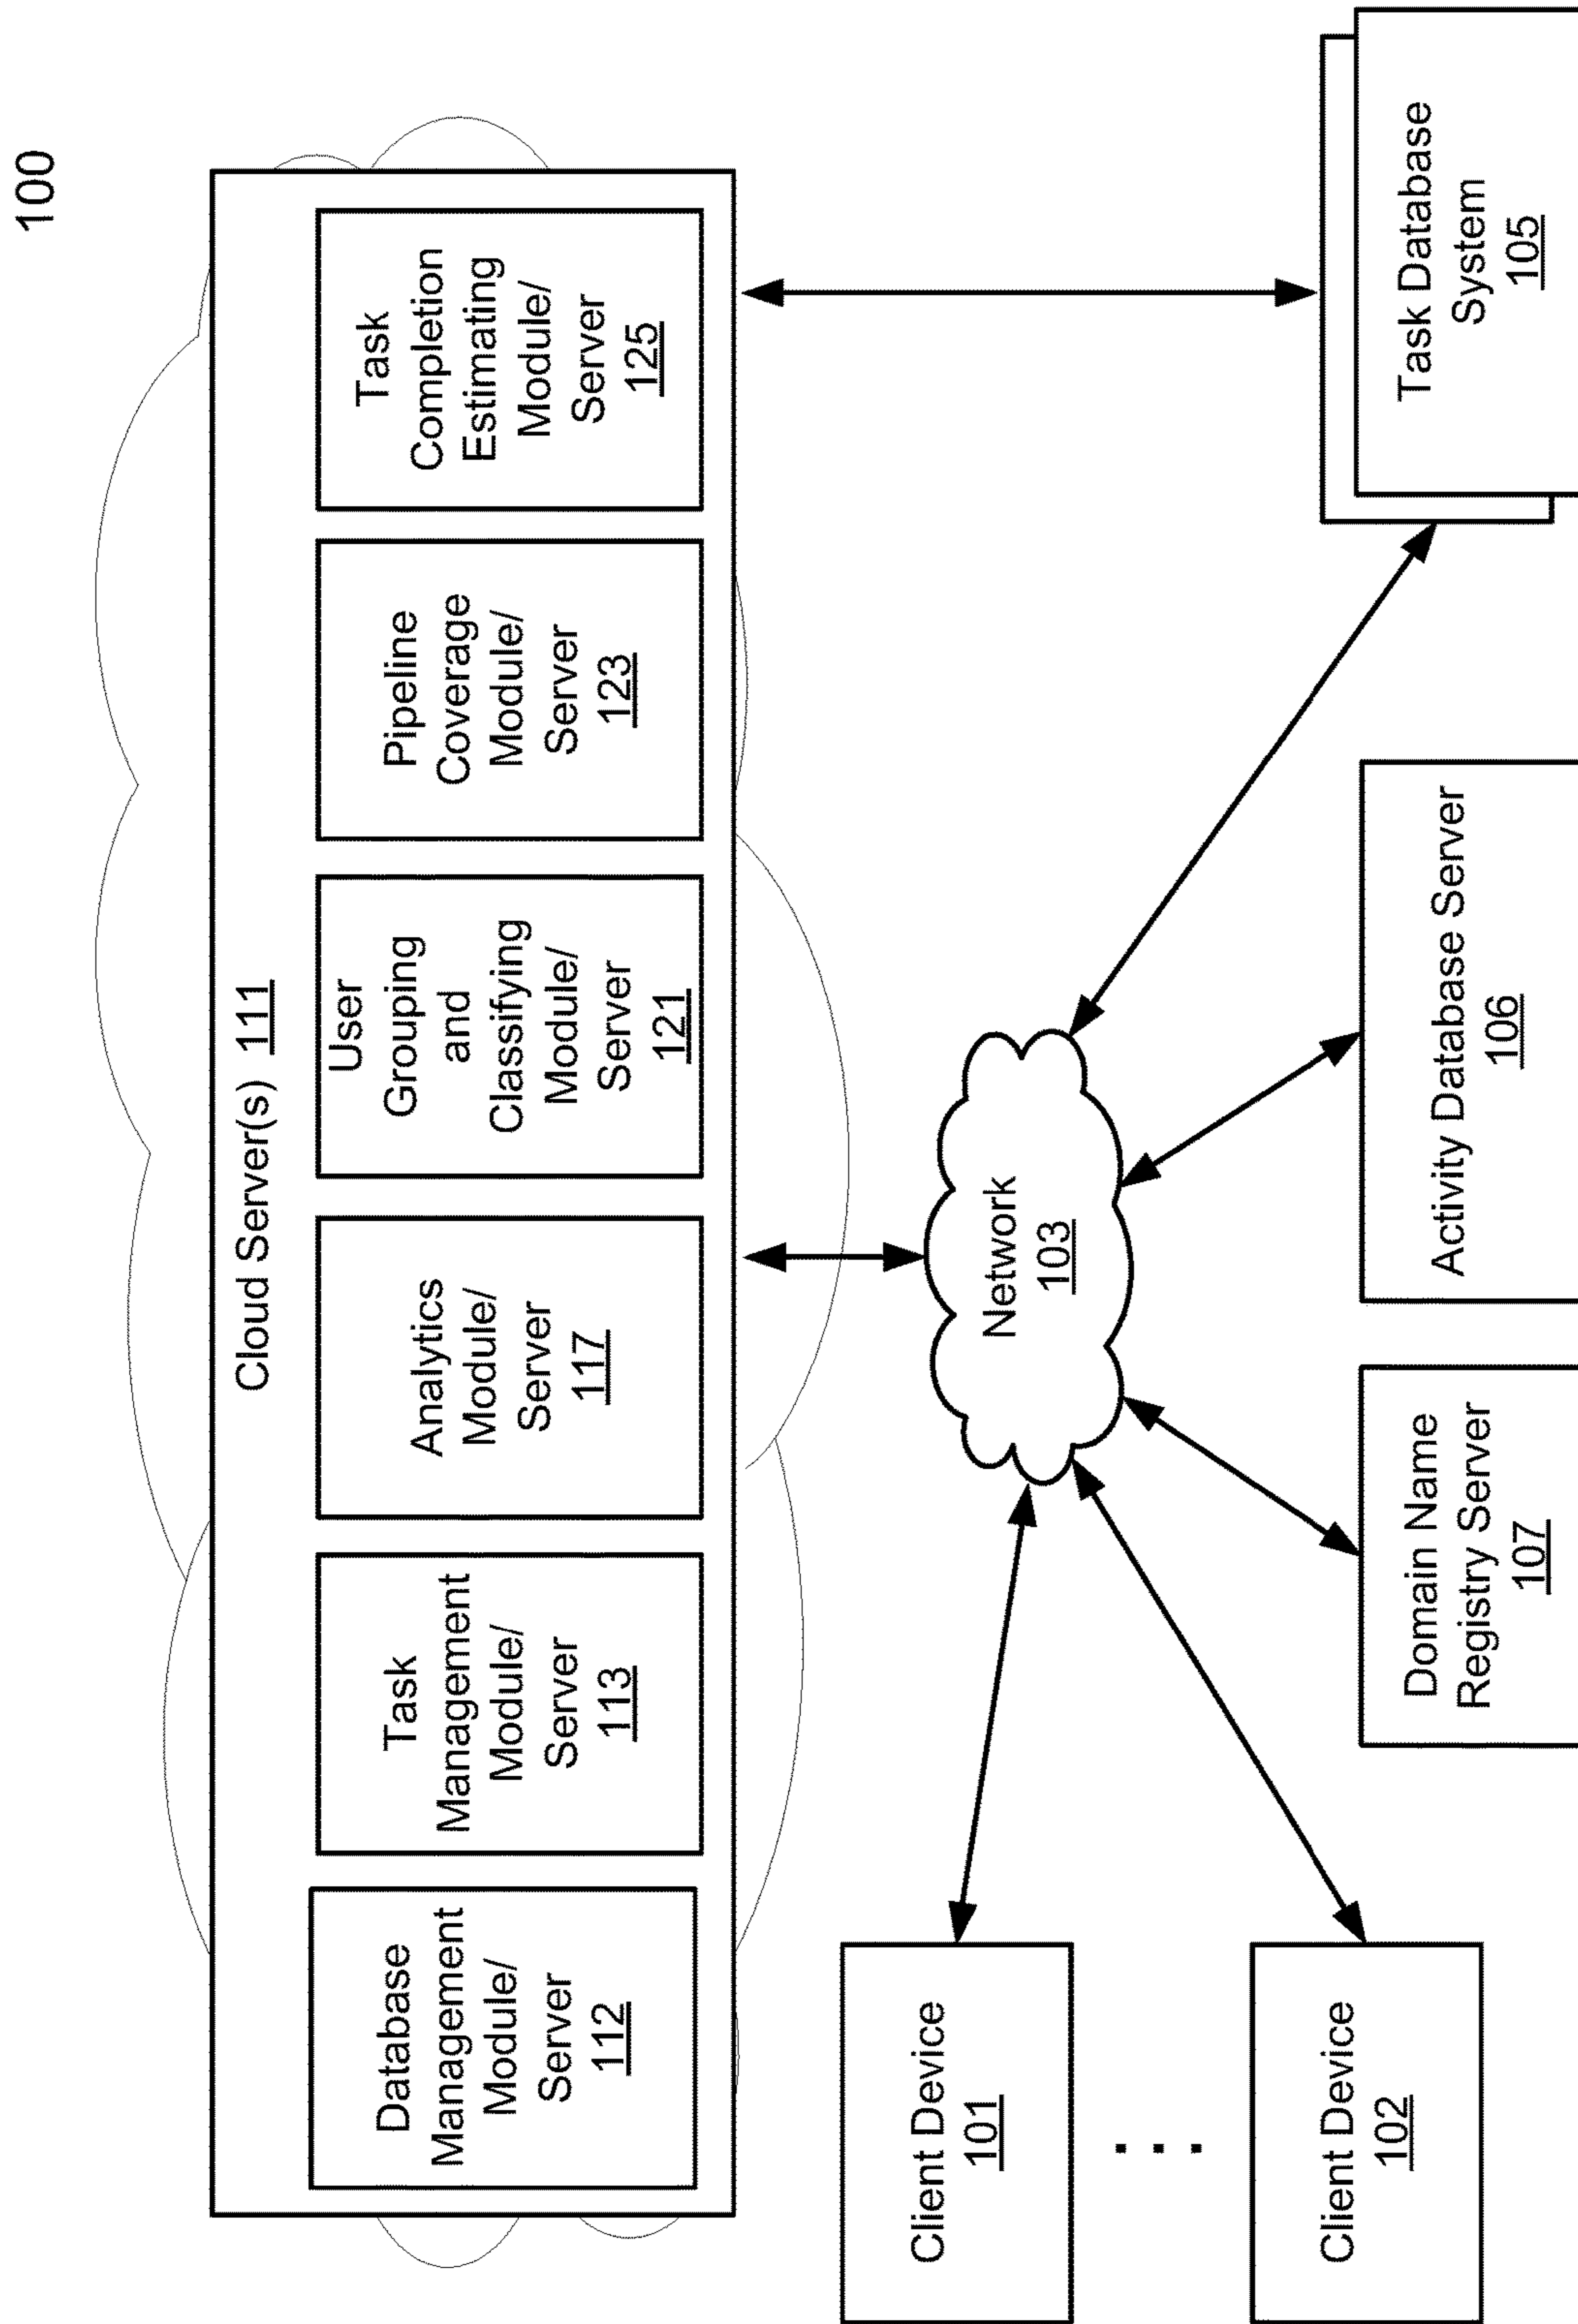 100
Cloud Server(s) 111
Database
Management
Module/
Server
112
Task
Management
Module/
Server
113
Analytics
Module/
Server
117
User
Grouping
and
Classifying
Module/
Server
121
Pipeline
Coverage
Module/
Server
123
Task
Completion
Estimating
Module/
Server
125
Client Device
101
Client Device
102
Network
103
Domain Name
Registry Server
107
Activity Database Server
106
Task Database
System
105